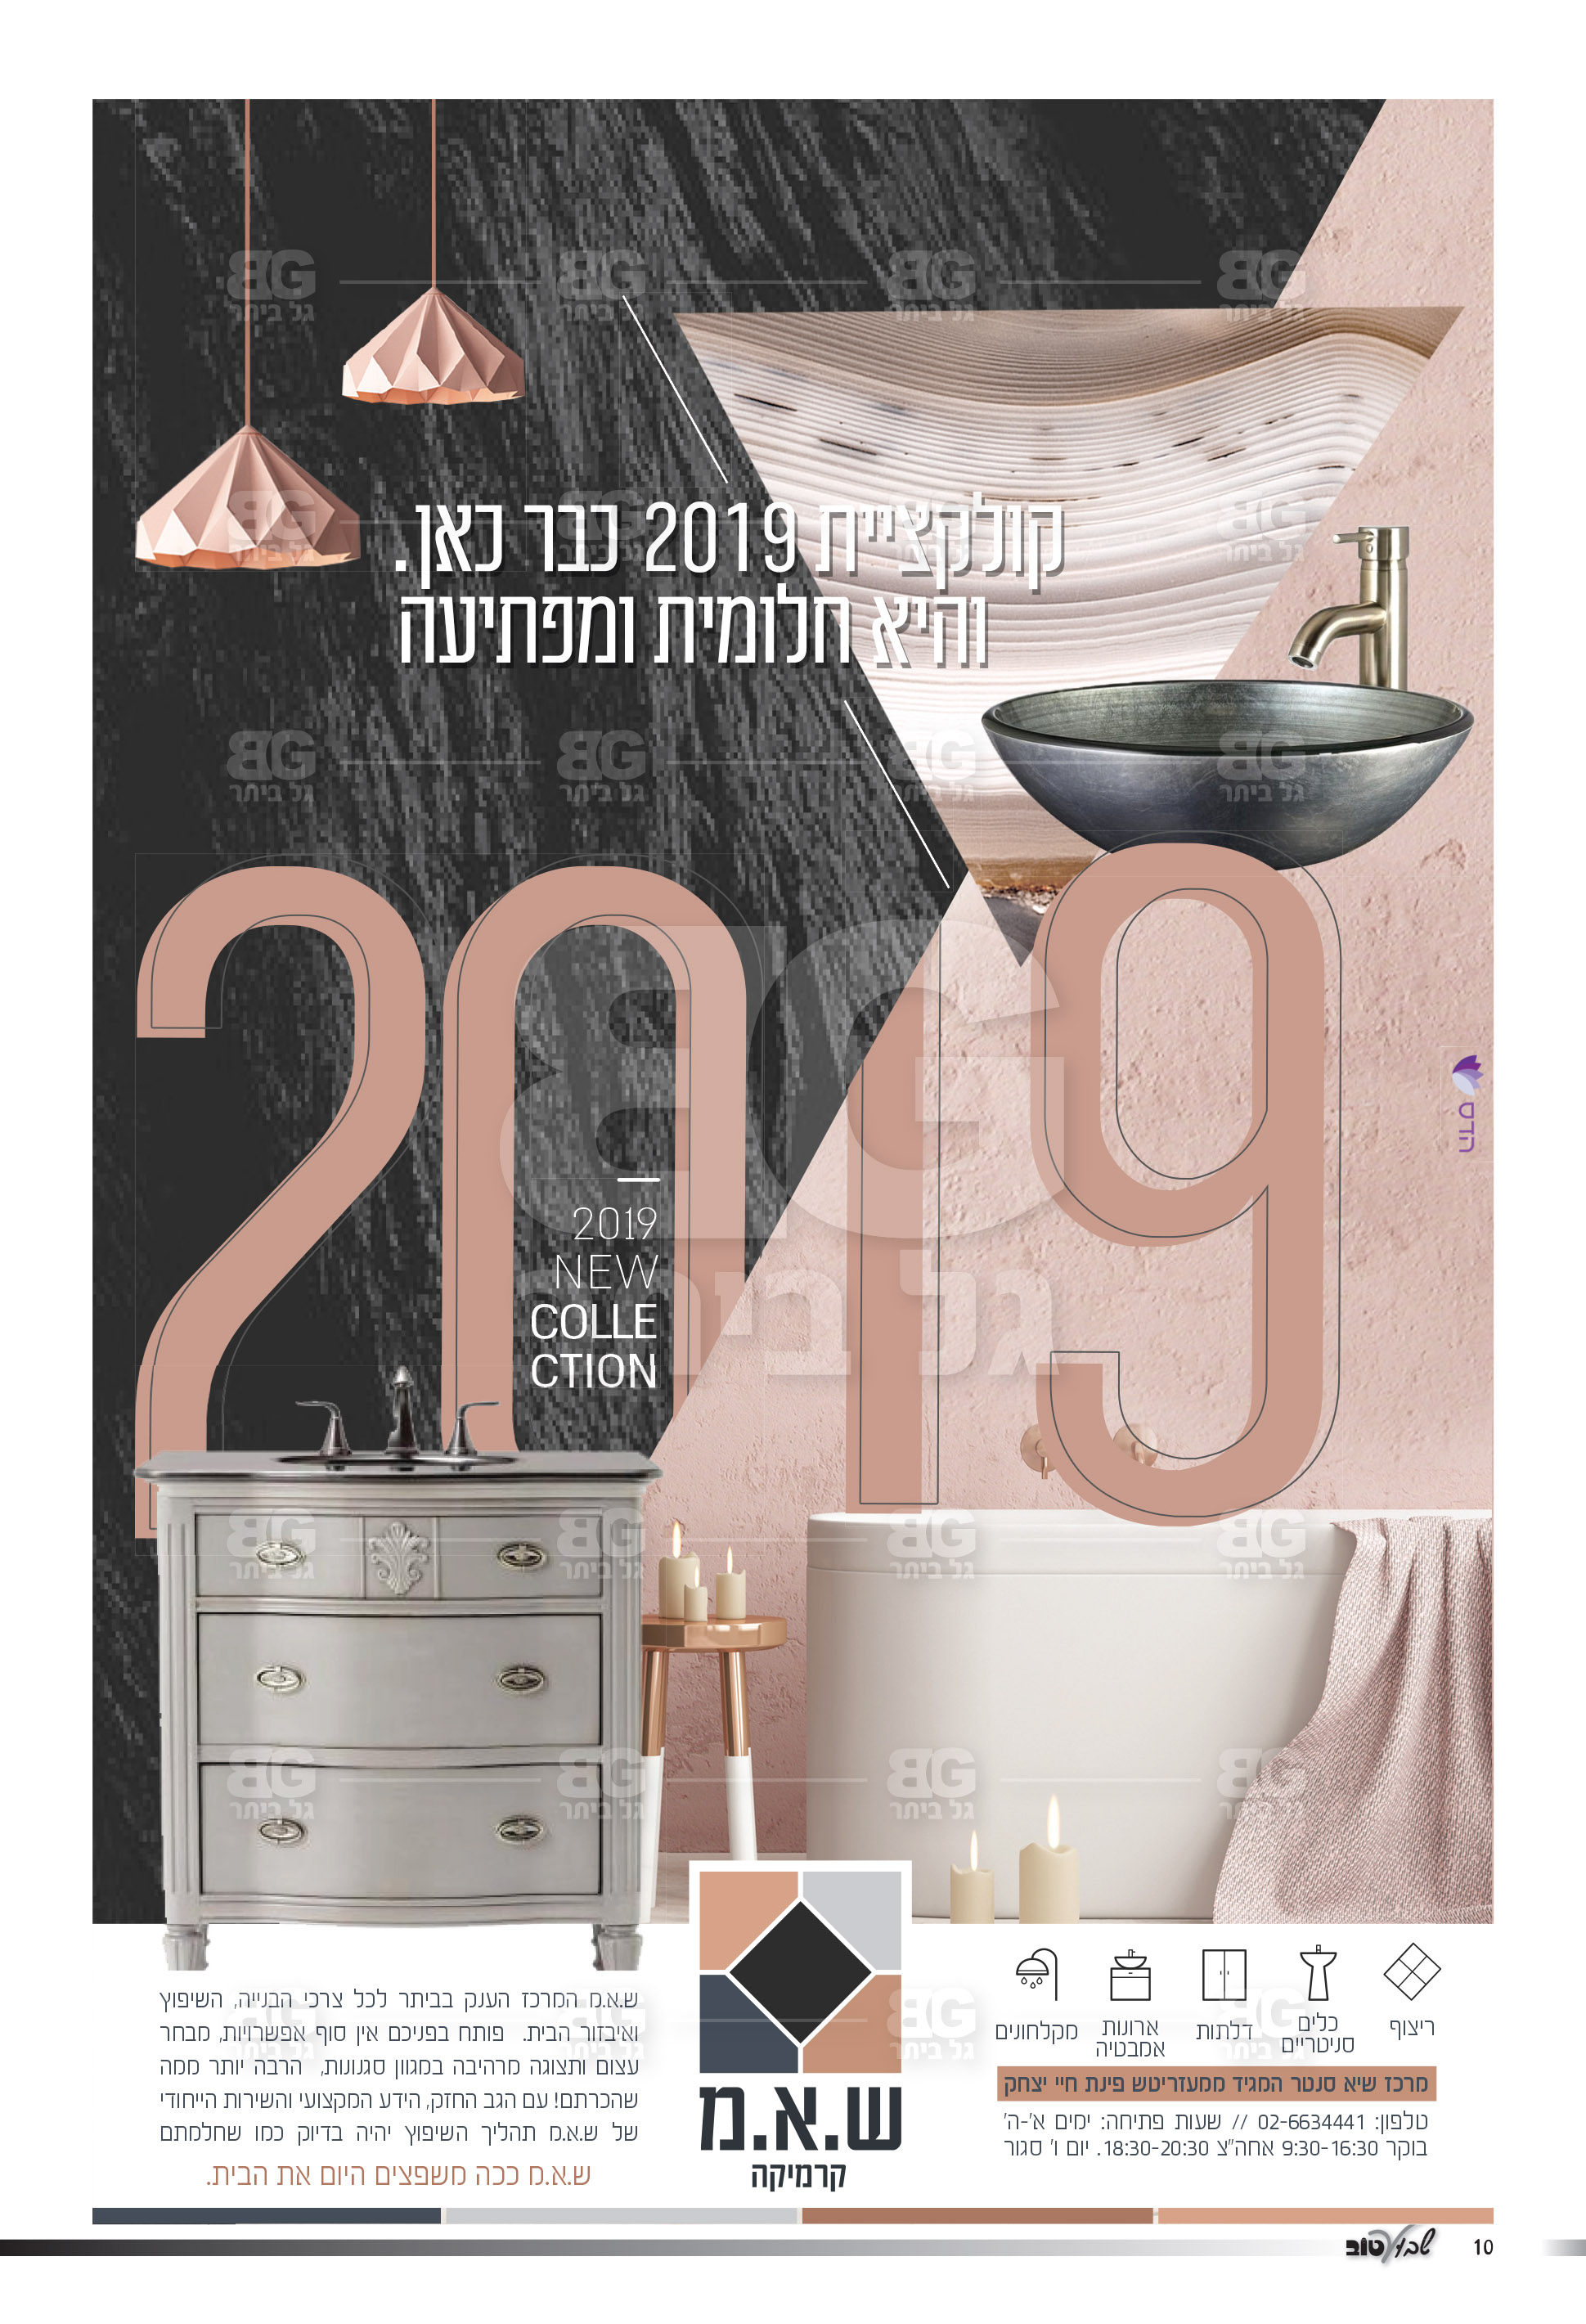 קולקציית 2019 כבר כאן.
והיא חלומית ומפתיעה
2019
2019
NEW
COLLE
CTION
הדס
ריצוף
כלים
סניטריים
דלתות
ארונות
אמבטיה
מקלחונים
מרכז שיא סנטר המגיד ממעזריטש פינת חיי יצחק
טלפון: 02-6634441 // שעות פתיחה: ימים א'-ה'
בוקר 9:30-16:30 אחה"צ 18:30-20:30. יום ו' סגור
ש.א.מ
קרמיקה
ש.א.מ המרכז הענק בביתר לכל צרכי הבנייה, השיפוץ
ואיבזור הבית. פותח בפניכם אין סוף אפשרויות, מבחר
עצום ותצוגה מרהיבה במגוון סגנונות, הרבה יותר ממה
שהכרתם! עם הגב החזק, הידע המקצועי והשירות הייחודי
של ש.א.מ תהליך השיפוץ יהיה בדיוק כמו שחלמתם
ש.א.מ ככה משפצים היום את הבית.
BG
גל ביתר
10
שבוע טוב